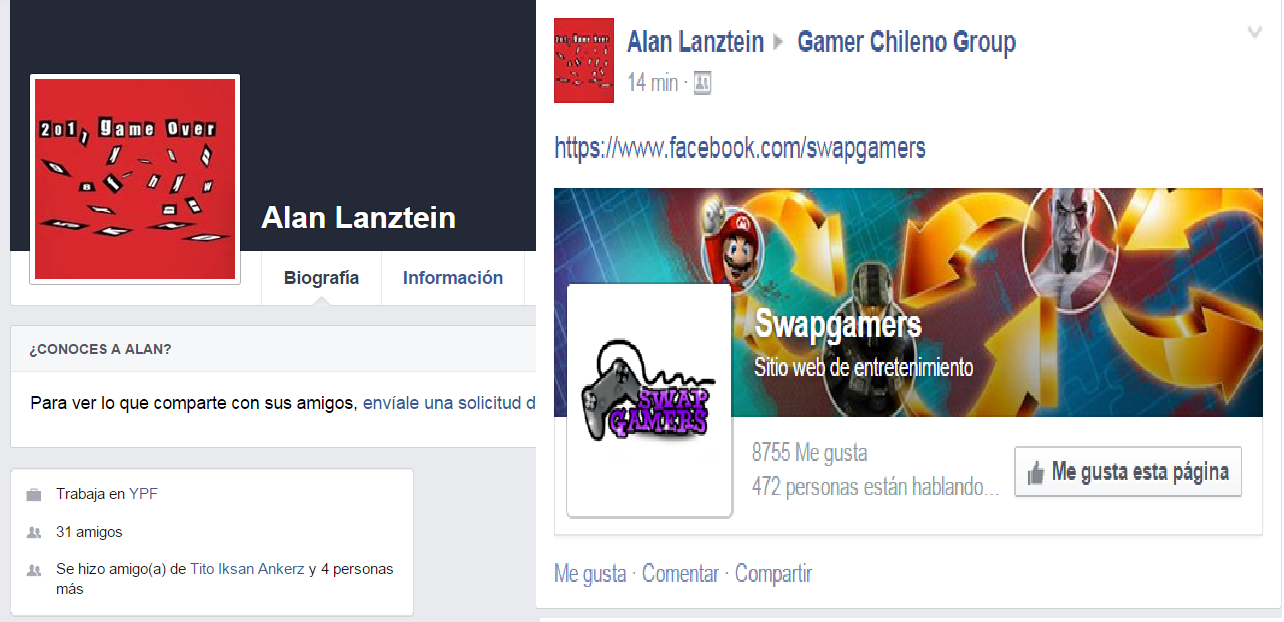 2011 game over
Alan Lanztein
Biografía
Información
¿CONOCES A ALAN?
Para ver lo que comparte con sus amigos, envíale una solicitud d
Trabaja en YPF
31 amigos
Se hizo amigo(a) de Tito Iksan Ankerz y 4 personas
más
Alan Lanztein Gamer Chileno Group
14 min ·
https://www.facebook.com/swapgamers
Swapgamers
Sitio web de entretenimiento
SWAP
GAMERS
8755 Me gusta
472 personas están hablando...
Me gusta esta página
Me gusta · Comentar · Compartir